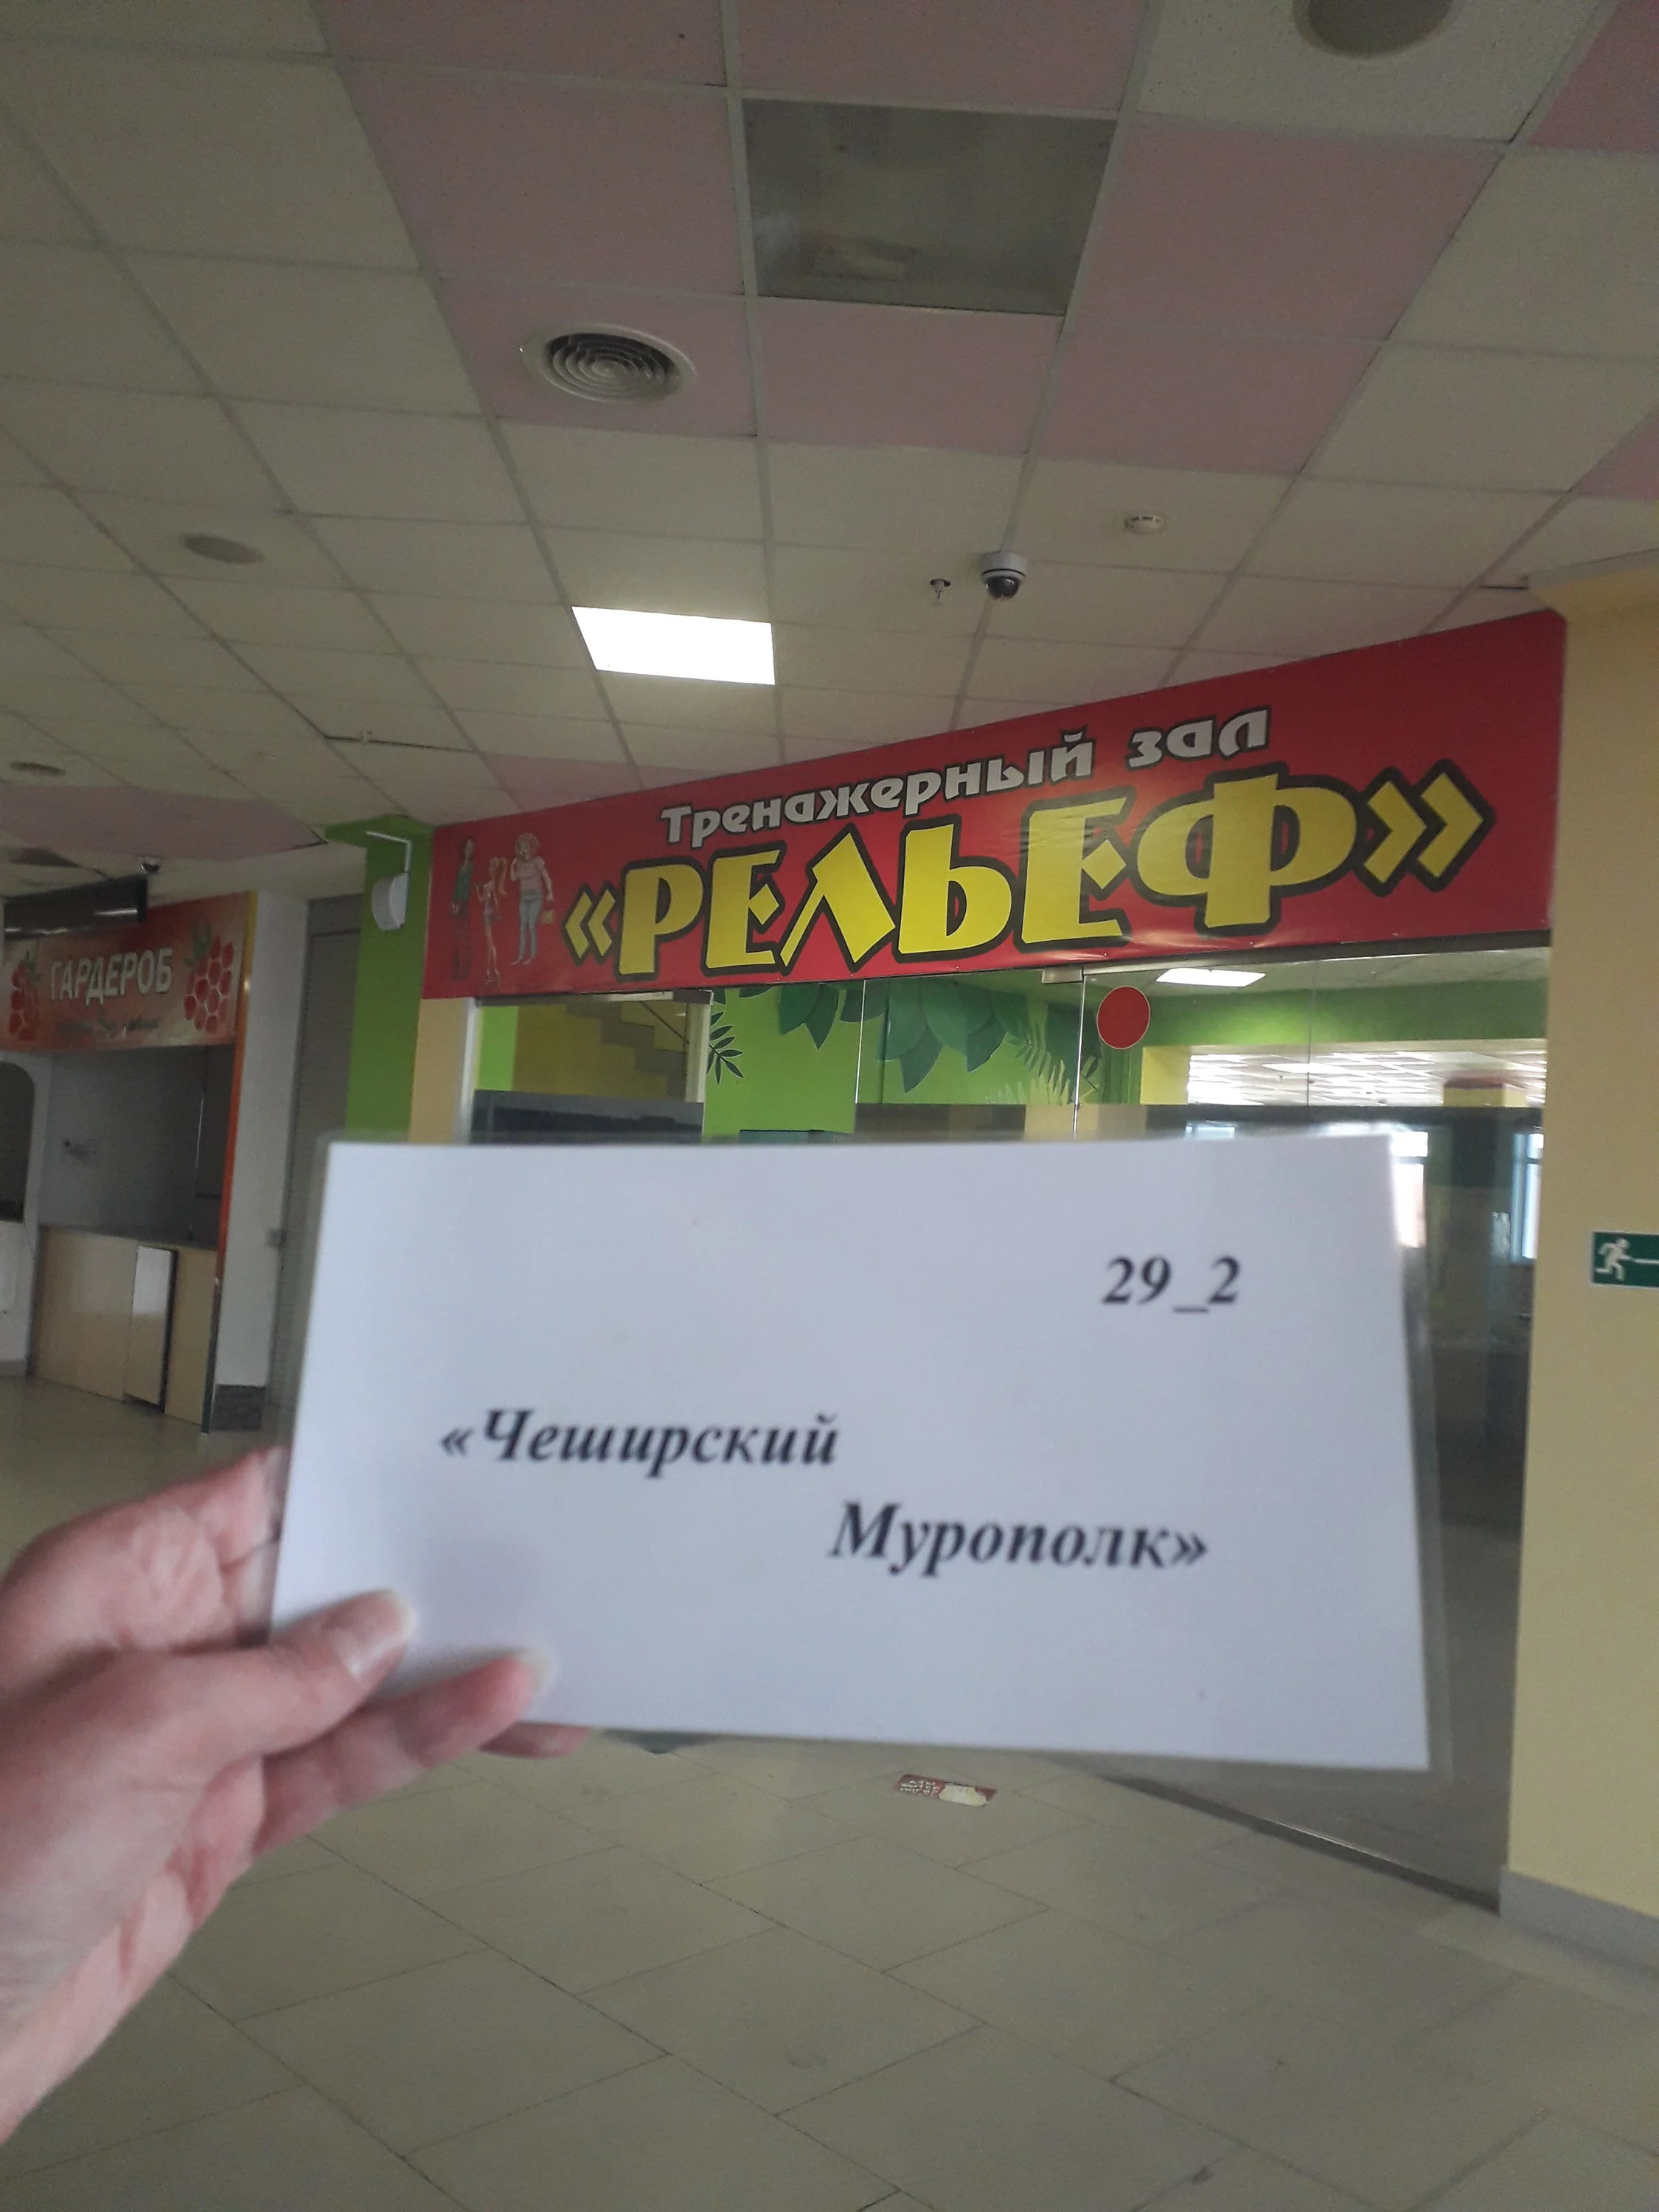 Тренажерный зал
«РЕЛЬЕФ»
ГАРДЕРОБ
29_2
«Чеширский
Мурополк»